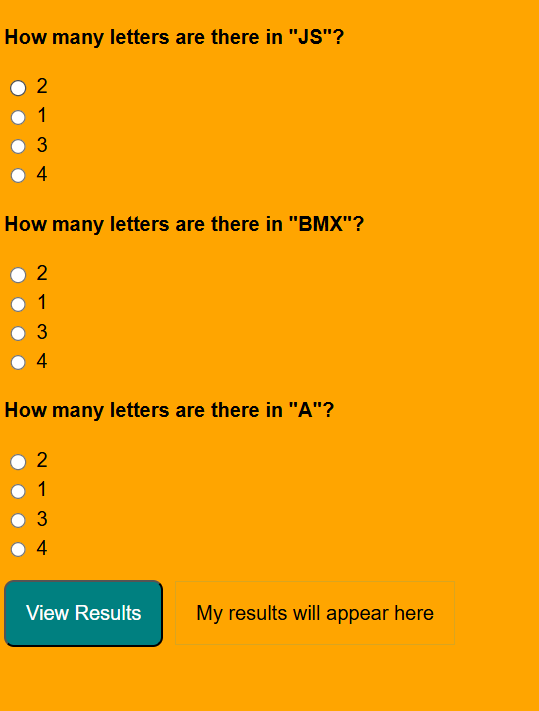 How many letters are there in "JS"?
2
1
3
4
How many letters are there in "BMX"?
2
1
3
4
How many letters are there in "A"?
2
1
3
4
View Results
My results will appear here